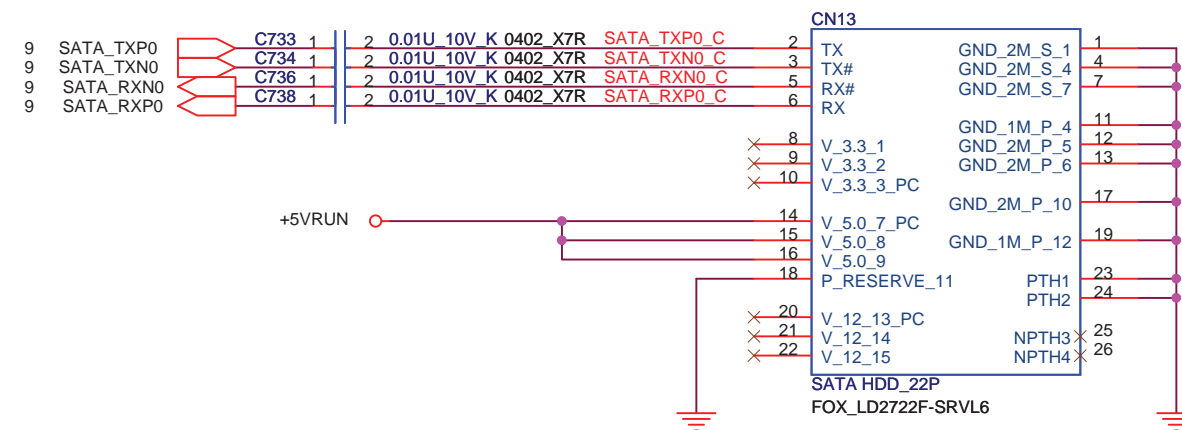 CN13
9 SATA_TXP0 C733 1 2 0.01U_10V_K 0402_X7R SATA_TXP0_C 2 TX GND_2M_S_1 1
9 SATA_TXN0 C734 1 2 0.01U_10V_K 0402_X7R SATA_TXN0_C 3 TX# GND_2M_S_4 4
9 SATA_RXN0 C736 1 2 0.01U_10V_K 0402_X7R SATA_RXN0_C 5 RX# GND_2M_S_7 7
9 SATA_RXP0 C738 1 2 0.01U_10V_K 0402_X7R SATA_RXP0_C 6 RX
GND_1M_P_4 11
8 V_3.3_1 GND_2M_P_5 12
9 V_3.3_2 GND_2M_P_6 13
10 V_3.3_3_PC
GND_2M_P_10 17
+5VRUN 14 V_5.0_7_PC
15 V_5.0_8 GND_1M_P_12 19
16 V_5.0_9
18 P_RESERVE_11 PTH1 23
PTH2 24
20 V_12_13_PC
21 V_12_14 NPTH3 25
22 V_12_15 NPTH4 26
SATA HDD_22P
FOX_LD2722F-SRVL6